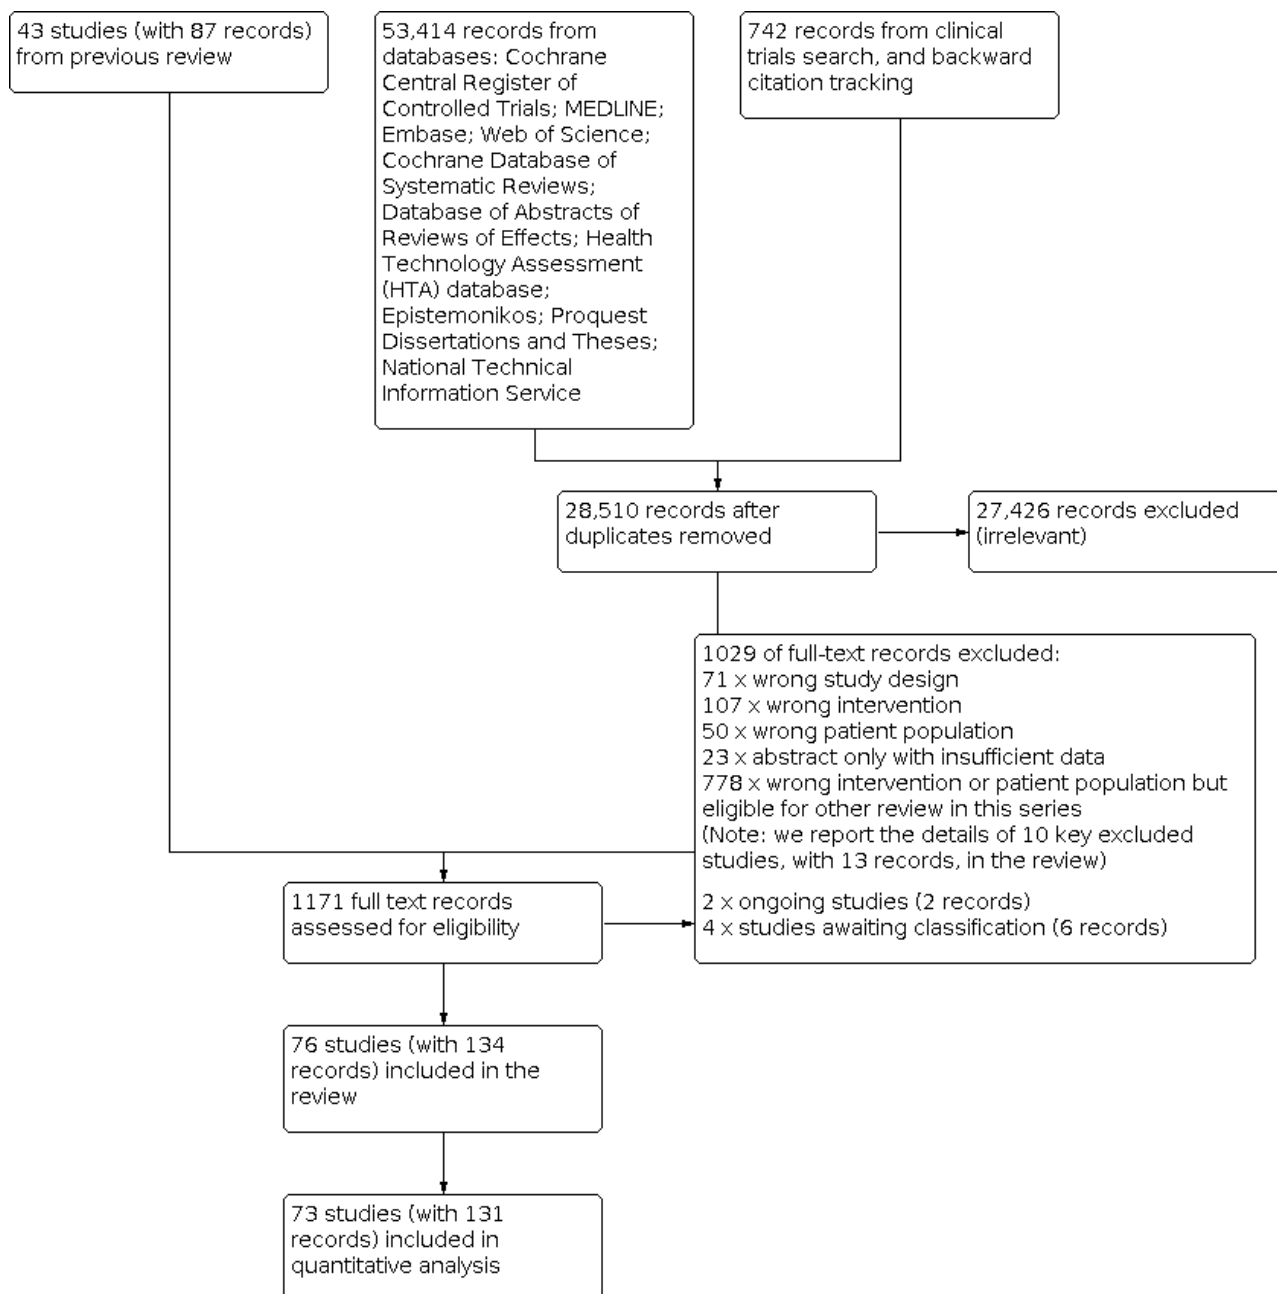 43 studies (with 87 records)
from previous review
53,414 records from
databases: Cochrane
Central Register of
Controlled Trials; MEDLINE;
Embase; Web of Science;
Cochrane Database of
Systematic Reviews;
Database of Abstracts of
Reviews of Effects; Health
Technology Assessment
(HTA) database;
Epistemonikos; Proquest
Dissertations and Theses;
National Technical
Information Service
742 records from clinical
trials search, and backward
citation tracking
28,510 records after
duplicates removed
27,426 records excluded
(irrelevant)
1029 of full-text records excluded:
71 x wrong study design
107 x wrong intervention
50 x wrong patient population
23 x abstract only with insufficient data
778 x wrong intervention or patient population but
eligible for other review in this series
(Note: we report the details of 10 key excluded
studies, with 13 records, in the review)
2 x ongoing studies (2 records)
4 x studies awaiting classification (6 records)
1171 full text records
assessed for eligibility
76 studies (with 134
records) included in the
review
73 studies (with 131
records) included in
quantitative analysis